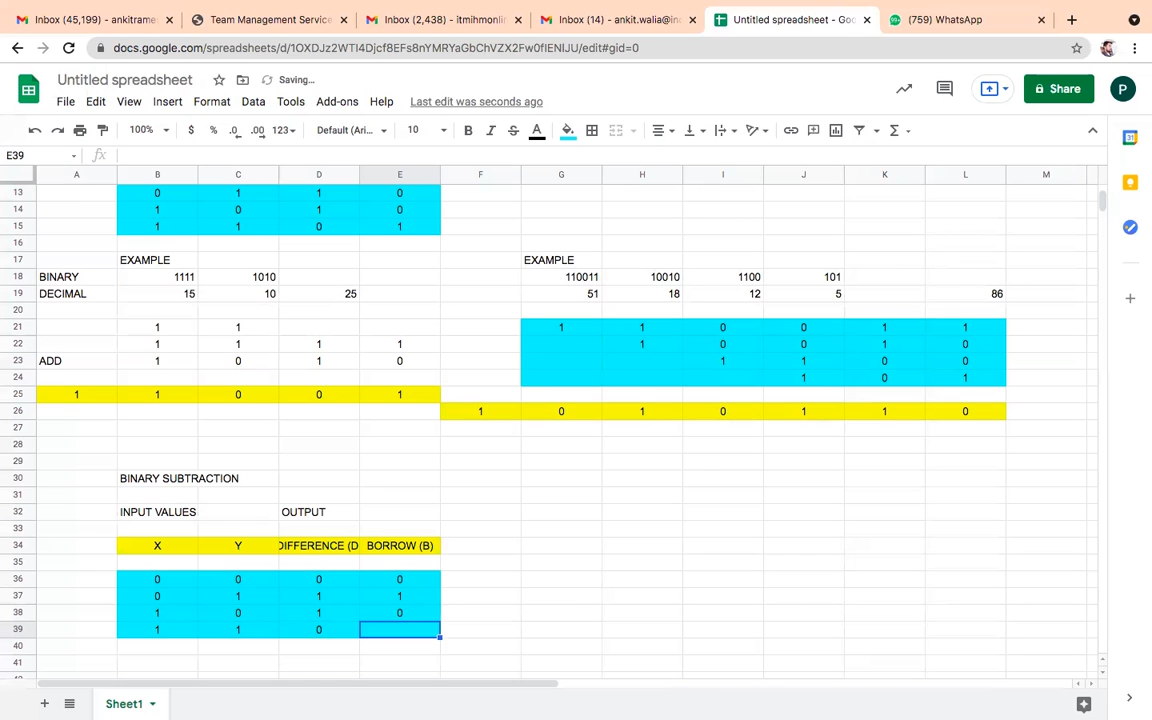 Inbox (45,199) - ankitrame
Team Management Service
Inbox (2,438) - itmihmonlin
Inbox (14) - ankit.walia@in
Untitled spreadsheet - Goo
(759) WhatsApp
docs.google.com/spreadsheets/d/1OXDJz2WTl4Djcf8EFs8nYMRYaGbChVZX2Fw0fIENIJU/edit#gid=0
Untitled spreadsheet
Saving...
File Edit View Insert Format Data Tools Add-ons Help Last edit was seconds ago
Share
P
100% $ % .0 .00 123 Default (Ari... 10 B I S A
E39 fx
A B C D E F G H I J K L M
13 0 1 1 0
14 1 0 1 0
15 1 1 0 1
16
17 EXAMPLE EXAMPLE
18 BINARY 1111 1010 110011 10010 1100 101
19 DECIMAL 15 10 25 51 18 12 5 86
20
21 1 1 1 1 0 0 1 1
22 1 1 1 1 1 0 0 1 0
23 ADD 1 0 1 0 1 1 0 0
24 1 0 1
25 1 1 0 0 1
26 1 0 1 0 1 1 0
27
28
29
30 BINARY SUBTRACTION
31
32 INPUT VALUES OUTPUT
33
34 X Y DIFFERENCE (D BORROW (B)
35
36 0 0 0 0
37 0 1 1 1
38 1 0 1 0
39 1 1 0
40
41
Sheet1